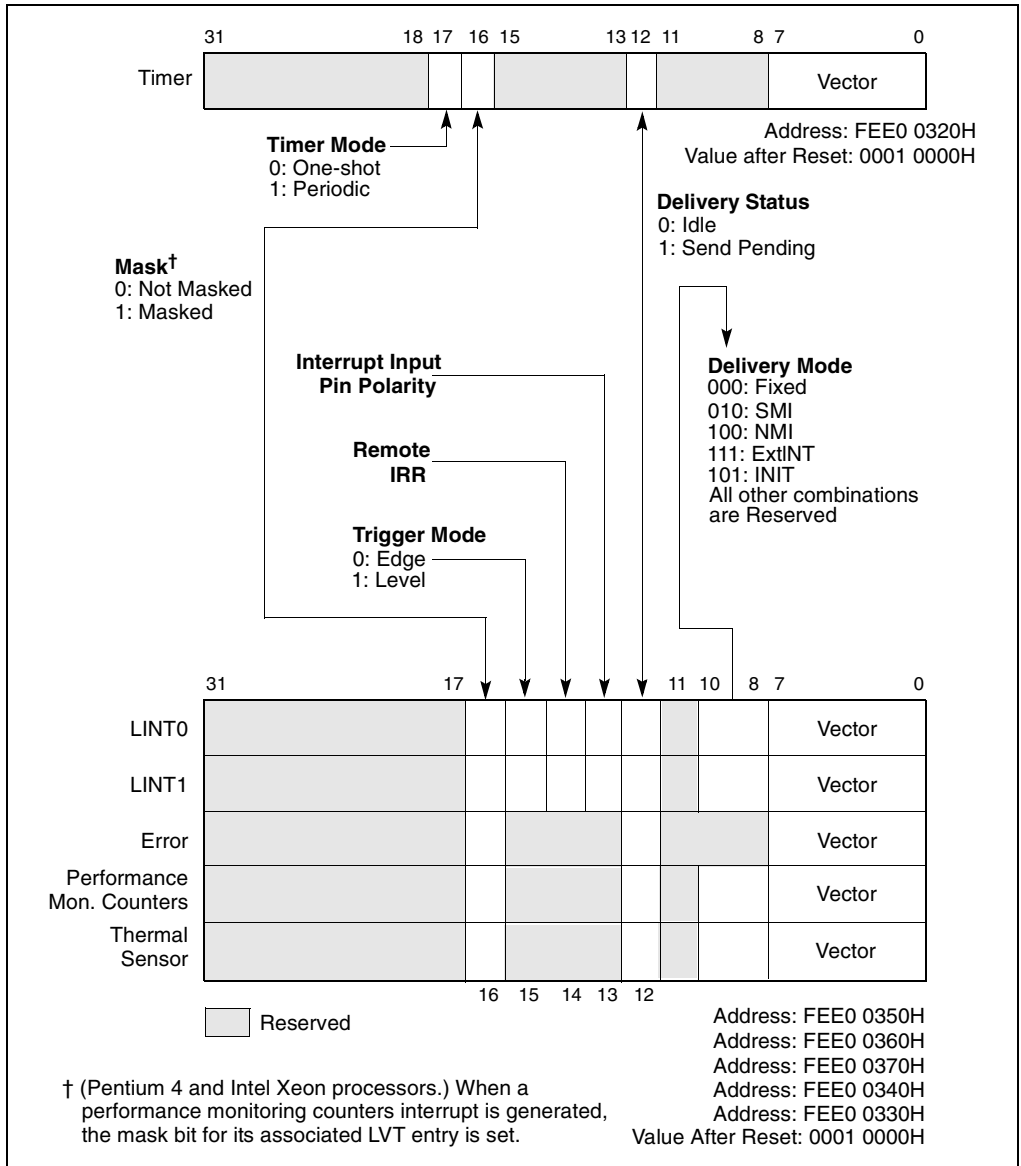 31 18 17 16 15 13 12 11 8 7 0
Timer Vector
Address: FEE0 0320H
Value after Reset: 0001 0000H
Timer Mode
0: One-shot
1: Periodic
Delivery Status
0: Idle
1: Send Pending
Mask†
0: Not Masked
1: Masked
Interrupt Input
Pin Polarity
Delivery Mode
000: Fixed
010: SMI
100: NMI
111: ExtlNT
101: INIT
All other combinations
are Reserved
Remote
IRR
Trigger Mode
0: Edge
1: Level
31 17 11 10 8 7 0
LINT0 Vector
LINT1 Vector
Error Vector
Performance
Mon. Counters Vector
Thermal
Sensor Vector
16 15 14 13 12
Reserved
Address: FEE0 0350H
Address: FEE0 0360H
Address: FEE0 0370H
Address: FEE0 0340H
Address: FEE0 0330H
Value After Reset: 0001 0000H
† (Pentium 4 and Intel Xeon processors.) When a
performance monitoring counters interrupt is generated,
the mask bit for its associated LVT entry is set.